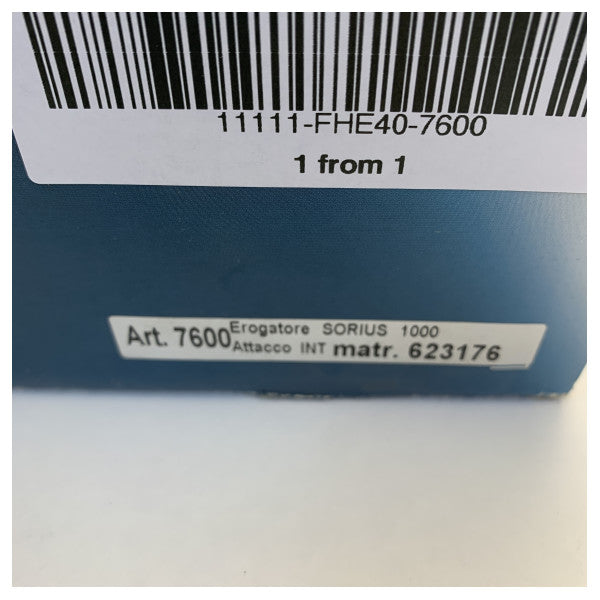 11111-FHE40-7600
1 from 1
Art. 7600
Erogatore SORIUS 1000
Attacco INT matr. 623176